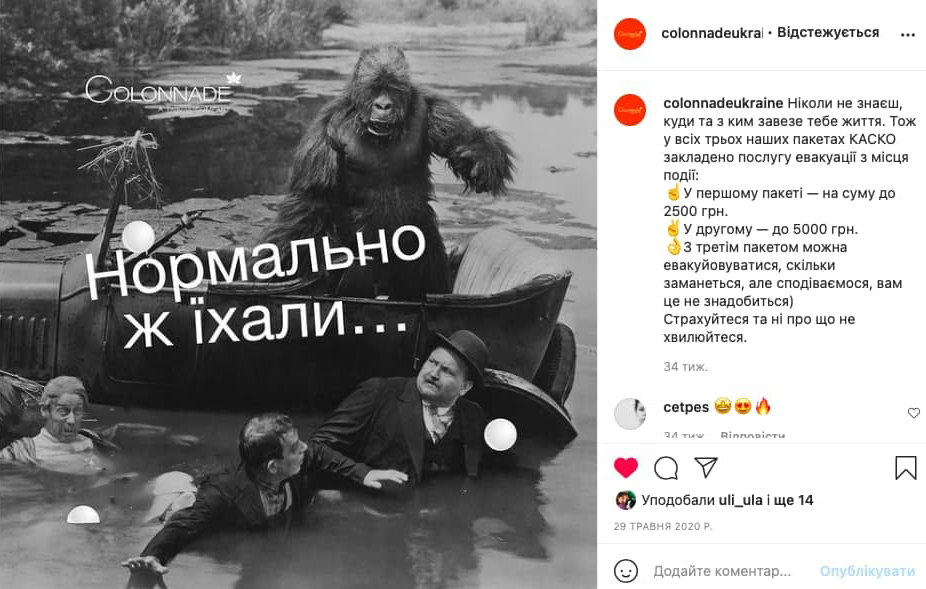 COLONNADE
Нормально
ж їхали...
colonnadeukrai • Відстежується
colonnadeukraine Ніколи не знаєш,
куди та з ким завезе тебе життя. Тож
у всіх трьох наших пакетах КАСКО
закладено послугу евакуації з місця
події:
☝️У першому пакеті — на суму до
2500 грн.
✌️У другому — до 5000 грн.
👌З третім пакетом можна
евакуйовуватися, скільки
заманеться, але сподіваємося, вам
це не знадобиться)
Страхуйтеся та ні про що не
хвилюйтеся.
34 тиж.
cetpes 🤩😍🔥
34 тиж. Відповісти
Уподобали uli_ula і ще 14
29 ТРАВНЯ 2020 Р.
Додайте коментар... Опублікувати